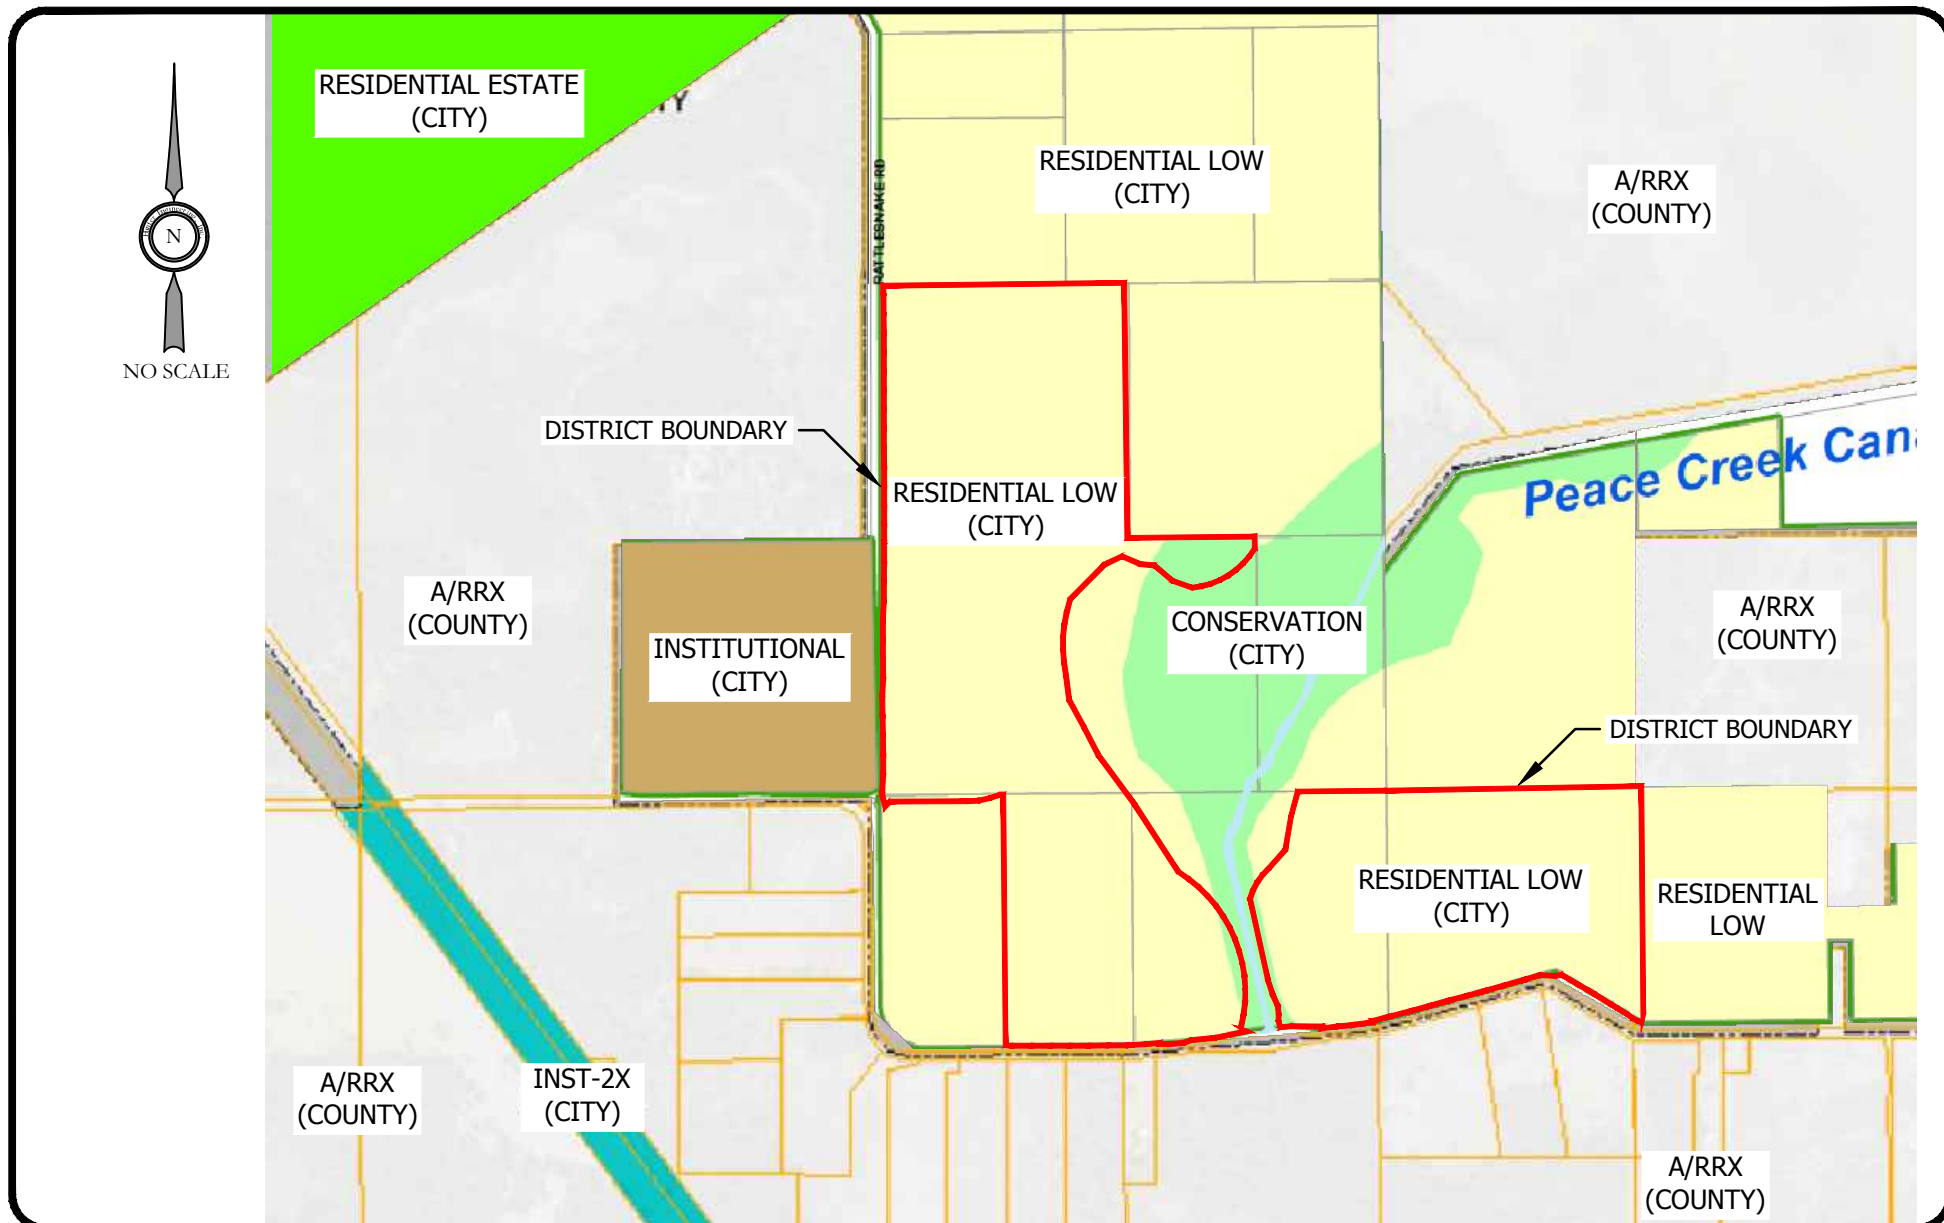 RESIDENTIAL ESTATE
(CITY)
RESIDENTIAL LOW
(CITY)
A/RRX
(COUNTY)
RATTLESNAKE RD
N
NO SCALE
DISTRICT BOUNDARY
RESIDENTIAL LOW
(CITY)
Peace Creek Can
A/RRX
(COUNTY)
INSTITUTIONAL
(CITY)
CONSERVATION
(CITY)
A/RRX
(COUNTY)
DISTRICT BOUNDARY
RESIDENTIAL LOW
(CITY)
RESIDENTIAL
LOW
A/RRX
(COUNTY)
INST-2X
(CITY)
A/RRX
(COUNTY)